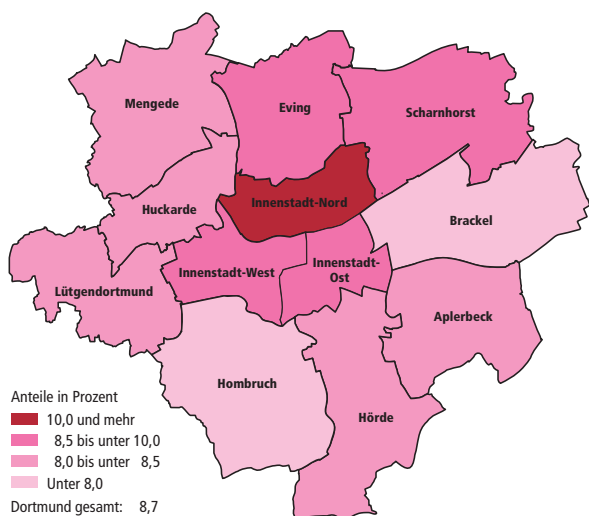 Mengede
Eving
Scharnhorst
Innenstadt-Nord
Huckarde
Brackel
Innenstadt-West
Innenstadt-
Ost
Lütgendortmund
Aplerbeck
Hombruch
Hörde
Anteile in Prozent
10,0 und mehr
8,5 bis unter 10,0
8,0 bis unter 8,5
Unter 8,0
Dortmund gesamt: 8,7